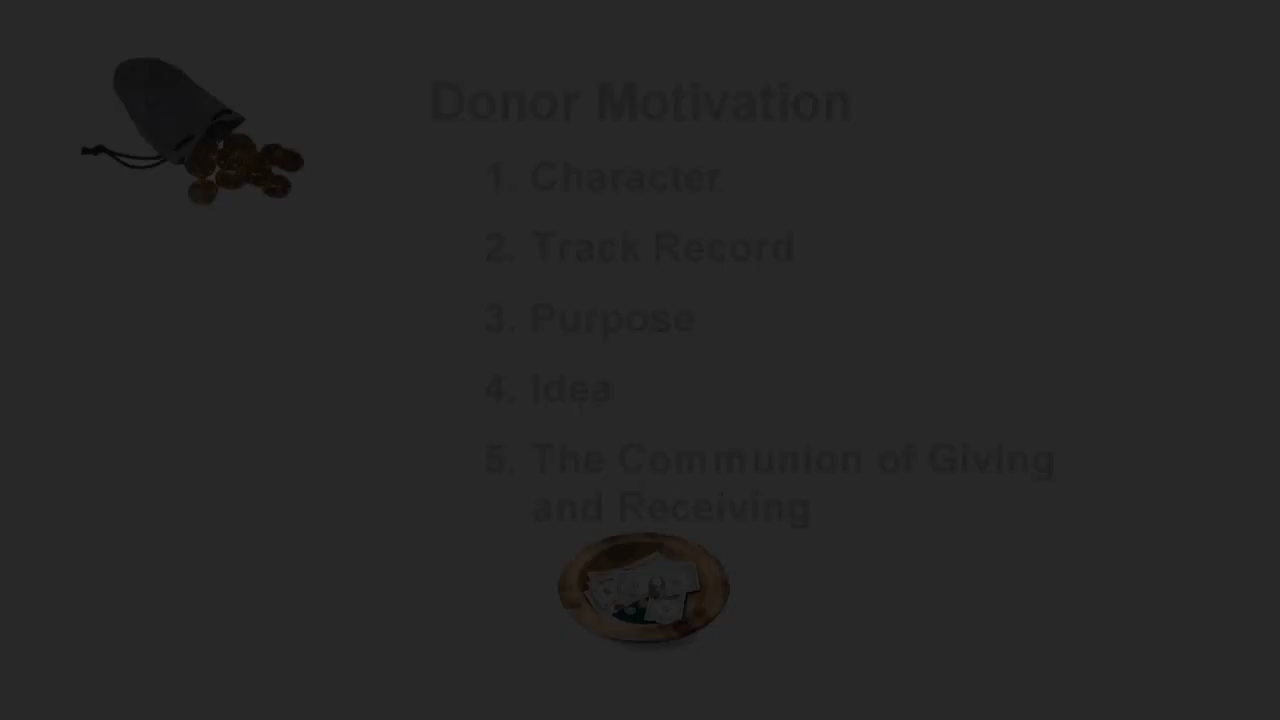 Donor Motivation
1. Character
2. Track Record
3. Purpose
4. Idea
5. The Communion of Giving
and Receiving